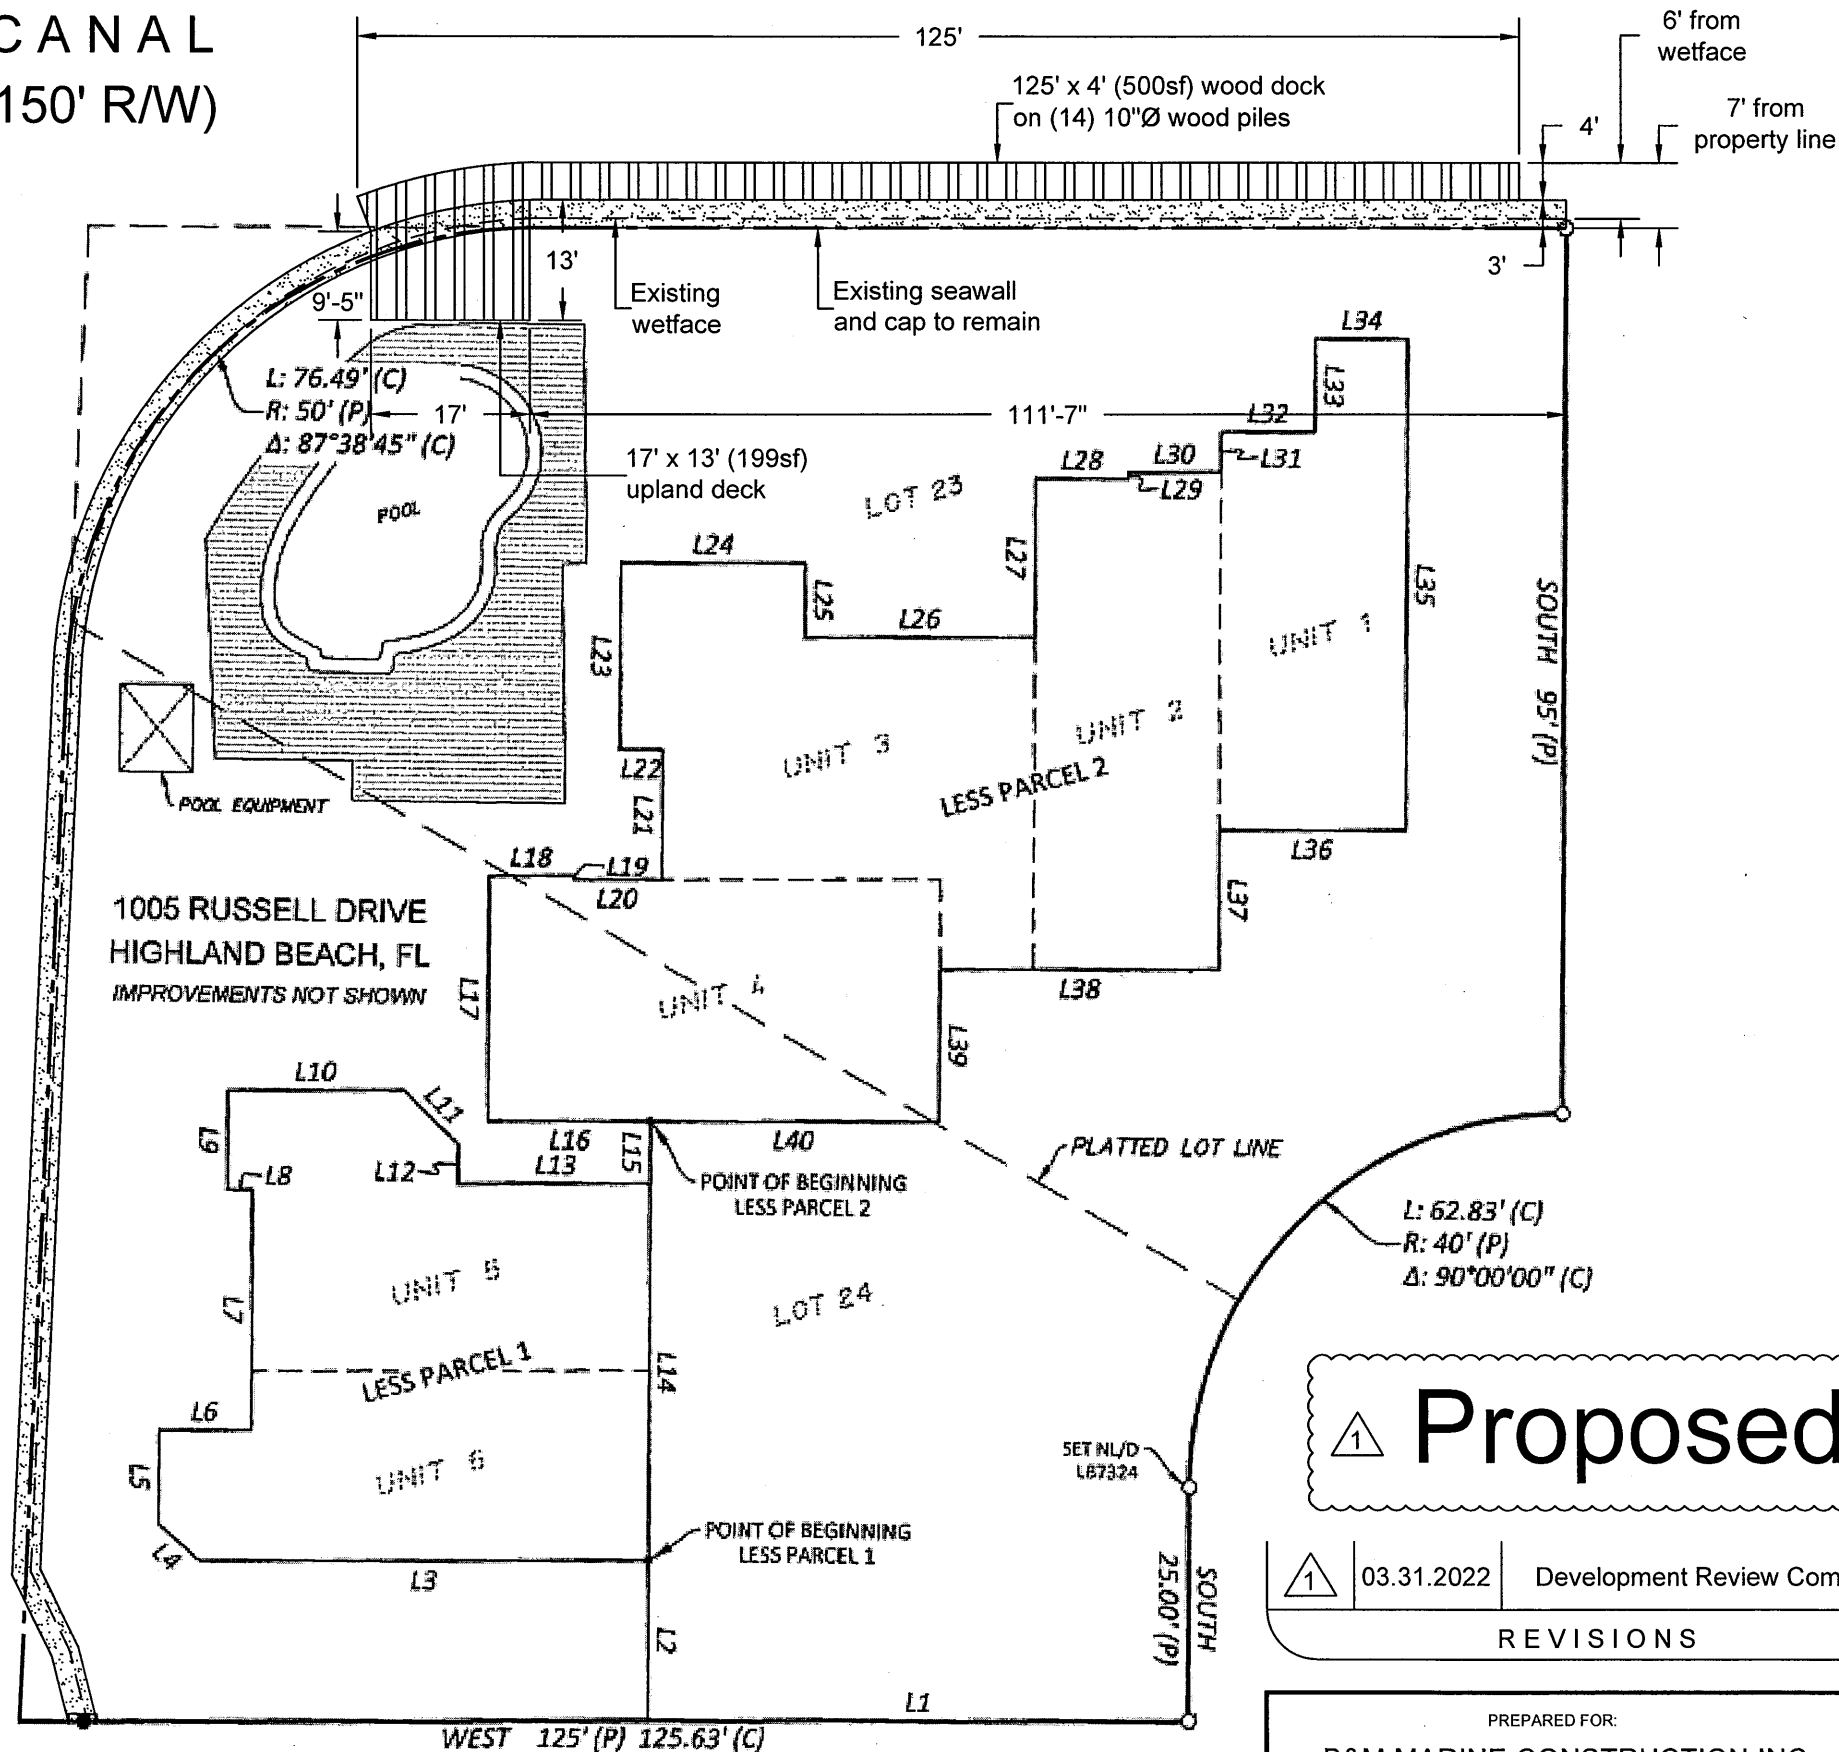 CANAL
150' R/W)
125'
6' from
wetface
125' x 4' (500sf) wood dock
on (14) 10"Ø wood piles
4'
7' from
property line
13'
9'-5"
3'
Existing
wetface
Existing seawall
and cap to remain
L: 76.49' (C)
R: 50' (P)
Δ: 87°38'45" (C)
17'
111'-7"
17' x 13' (199sf)
upland deck
POOL
LOT 23
L34
L33
L32
L31
L30
L29
L28
L27
L24
L25
L26
L23
L35
UNIT 1
UNIT 2
UNIT 3
LESS PARCEL 2
SOUTH 95' (P)
L22
L21
POOL EQUIPMENT
L18
L19
L20
L36
L37
1005 RUSSELL DRIVE
HIGHLAND BEACH, FL
IMPROVEMENTS NOT SHOWN
L17
UNIT 4
L38
L39
L10
L11
L9
L8
L12
L13
L16
L15
L40
POINT OF BEGINNING
LESS PARCEL 2
PLATTED LOT LINE
L: 62.83' (C)
R: 40' (P)
Δ: 90°00'00" (C)
UNIT 5
LOT 24
L7
LESS PARCEL 1
L14
L6
L5
UNIT 6
L4
L3
POINT OF BEGINNING
LESS PARCEL 1
SET NL/D
LB7324
L2
SOUTH
25.00' (P)
L1
WEST 125' (P) 125.63' (C)
1 Proposed
1 03.31.2022 Development Review Com
REVISIONS
PREPARED FOR:
B&M MARINE CONSTRUCTION INC